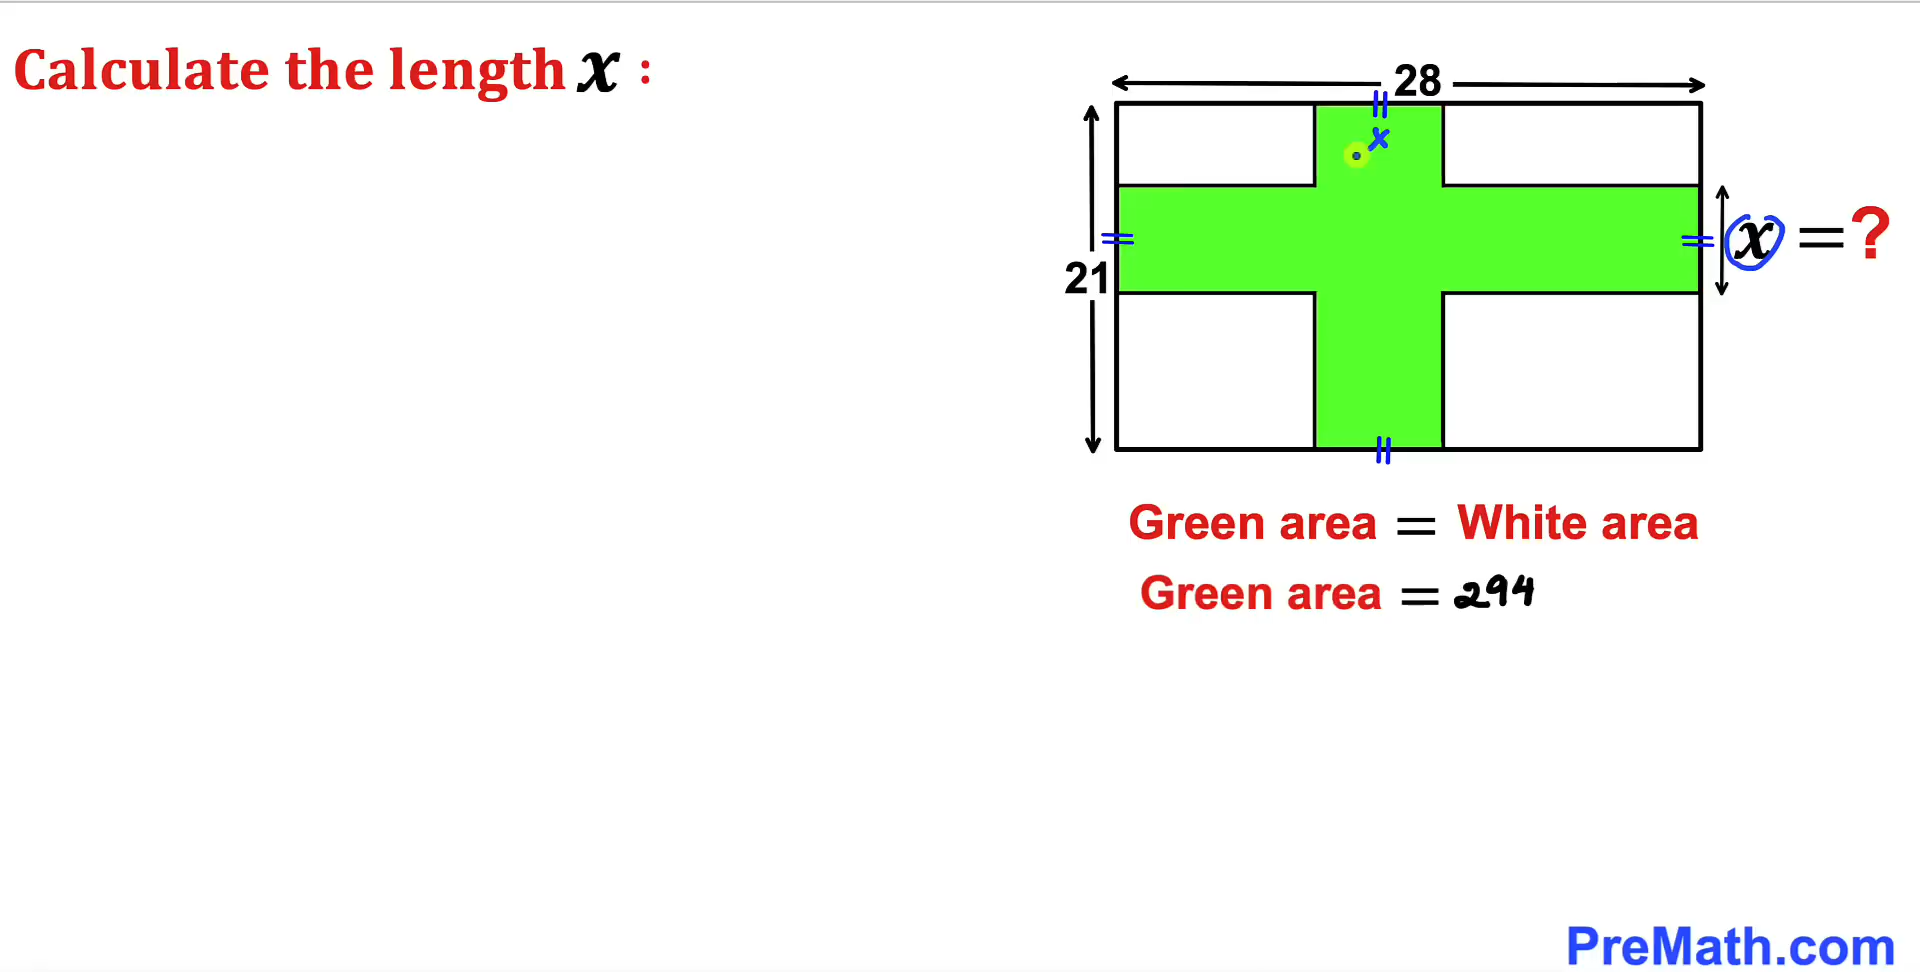 Calculate the length x :
28
x
21
x = ?
Green area = White area
Green area = 294
PreMath.com